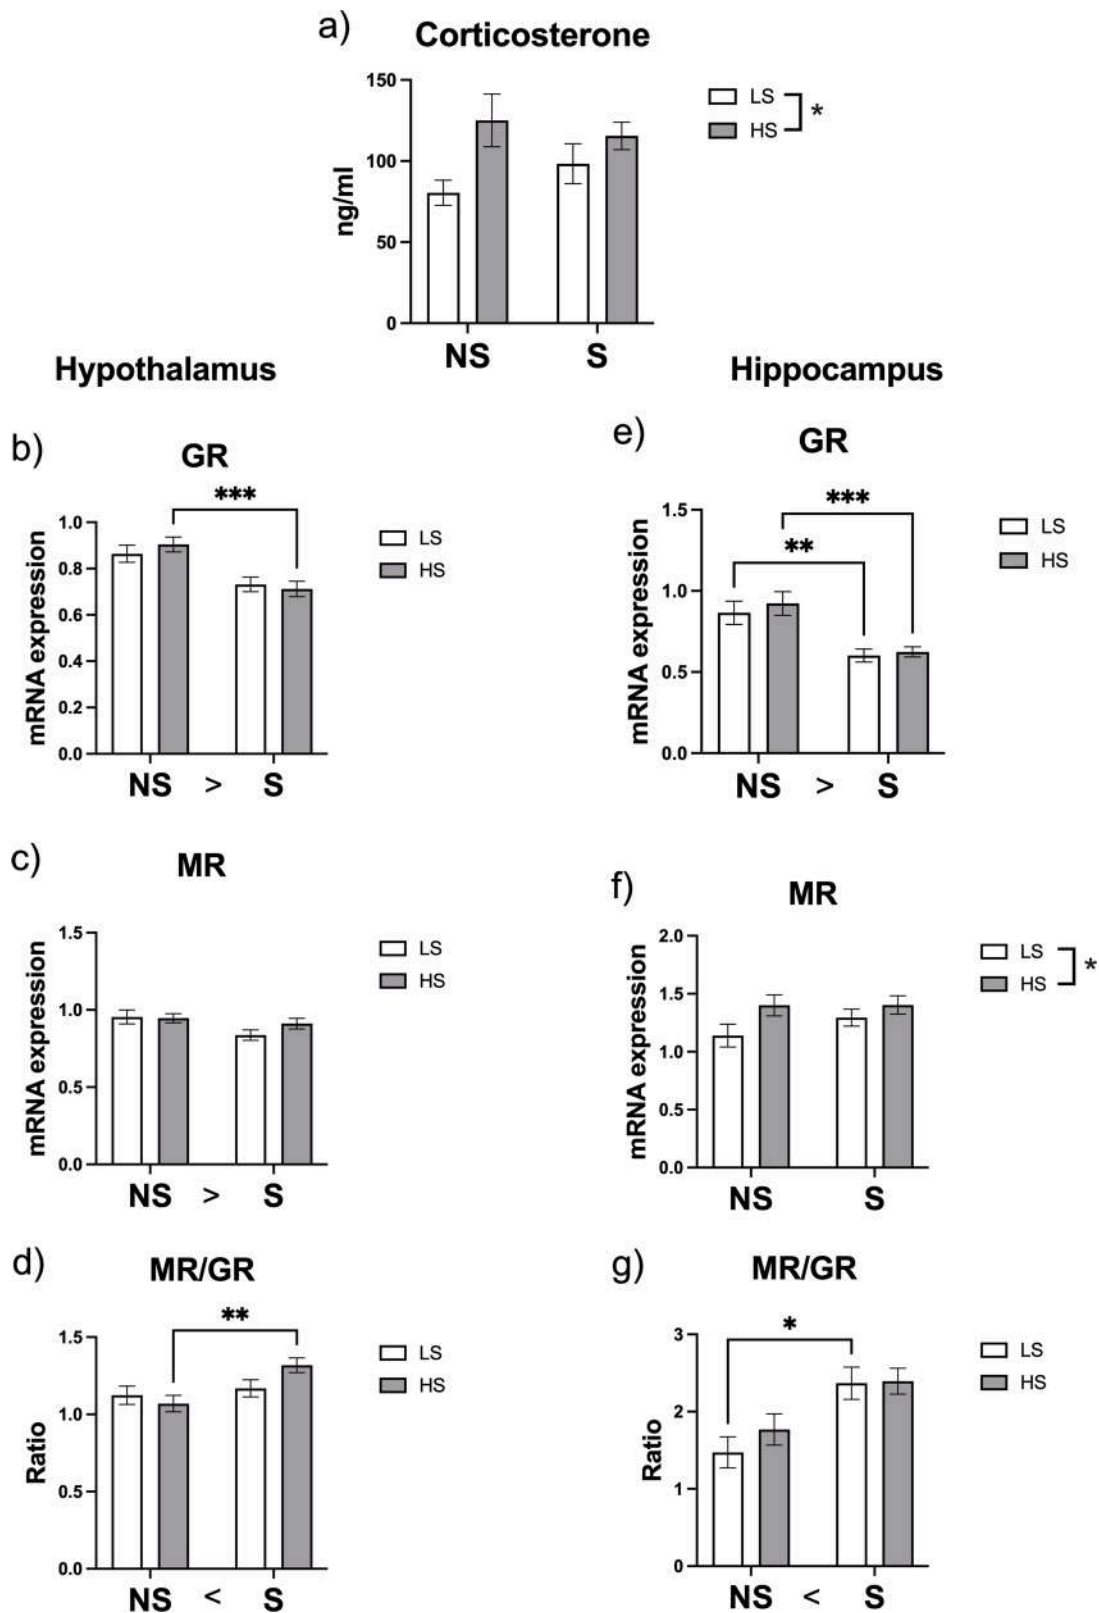 a) Corticosterone
150
100
50
0
ng/ml
NS S
LS
HS
*
Hypothalamus
Hippocampus
b) GR
***
1.0
0.8
0.6
0.4
0.2
0.0
mRNA expression
NS > S
LS
HS
e) GR
***
**
1.5
1.0
0.5
0.0
mRNA expression
NS > S
LS
HS
c) MR
1.5
1.0
0.5
0.0
mRNA expression
NS > S
LS
HS
f) MR
2.0
1.5
1.0
0.5
0.0
mRNA expression
NS S
LS
HS
*
d) MR/GR
**
1.5
1.0
0.5
0.0
Ratio
NS < S
LS
HS
g) MR/GR
*
3
2
1
0
Ratio
NS < S
LS
HS